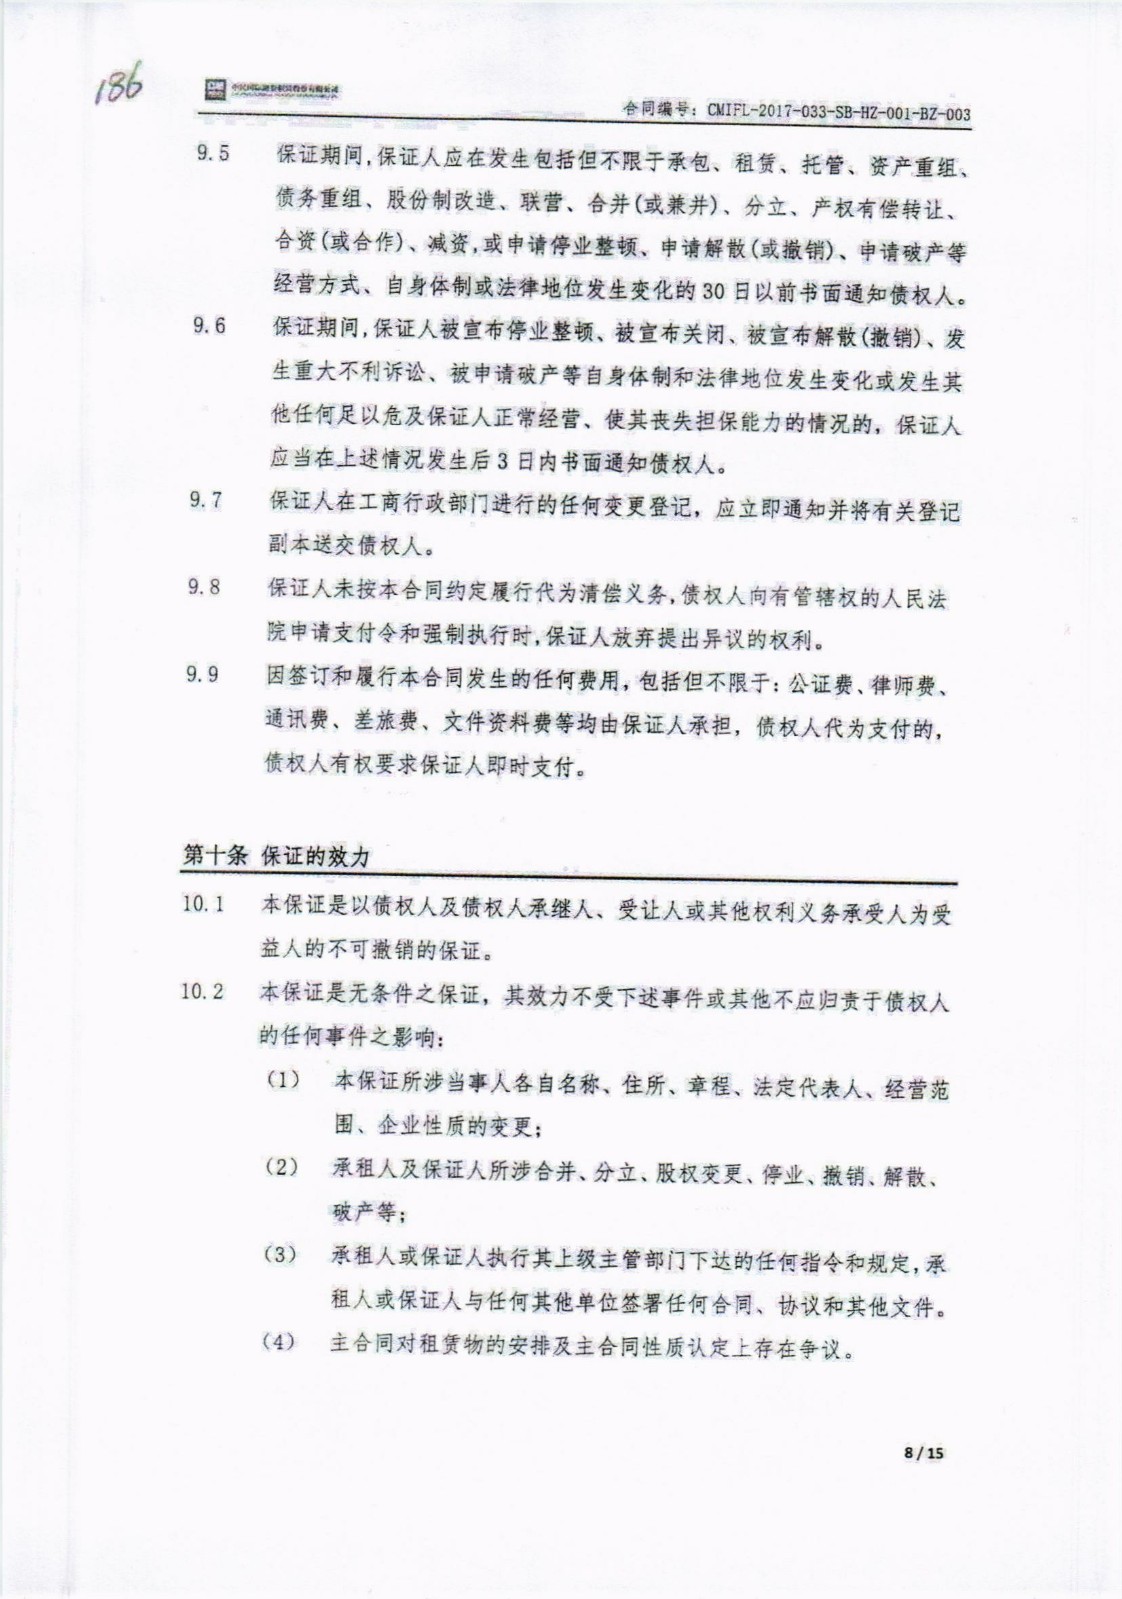 186
中民国际融资租赁股份有限公司
合同编号：CMIFL-2017-033-SB-HZ-001-BZ-003
9.5 保证期间,保证人应在发生包括但不限于承包、租赁、托管、资产重组、
债务重组、股份制改造、联营、合并(或兼并)、分立、产权有偿转让、
合资(或合作)、减资,或申请停业整顿、申请解散(或撤销)、申请破产等
经营方式、自身体制或法律地位发生变化的30日以前书面通知债权人。
9.6 保证期间,保证人被宣布停业整顿、被宣布关闭、被宣布解散(撤销)、发
生重大不利诉讼、被申请破产等自身体制和法律地位发生变化或发生其
他任何足以危及保证人正常经营、使其丧失担保能力的情况的，保证人
应当在上述情况发生后3日内书面通知债权人。
9.7 保证人在工商行政部门进行的任何变更登记，应立即通知并将有关登记
副本送交债权人。
9.8 保证人未按本合同约定履行代为清偿义务,债权人向有管辖权的人民法
院申请支付令和强制执行时,保证人放弃提出异议的权利。
9.9 因签订和履行本合同发生的任何费用，包括但不限于：公证费、律师费、
通讯费、差旅费、文件资料费等均由保证人承担，债权人代为支付的，
债权人有权要求保证人即时支付。
第十条 保证的效力
10.1 本保证是以债权人及债权人承继人、受让人或其他权利义务承受人为受
益人的不可撤销的保证。
10.2 本保证是无条件之保证，其效力不受下述事件或其他不应归责于债权人
的任何事件之影响：
（1） 本保证所涉当事人各自名称、住所、章程、法定代表人、经营范
围、企业性质的变更；
（2） 承租人及保证人所涉合并、分立、股权变更、停业、撤销、解散、
破产等；
（3） 承租人或保证人执行其上级主管部门下达的任何指令和规定,承
租人或保证人与任何其他单位签署任何合同、协议和其他文件。
（4） 主合同对租赁物的安排及主合同性质认定上存在争议。
8 / 15